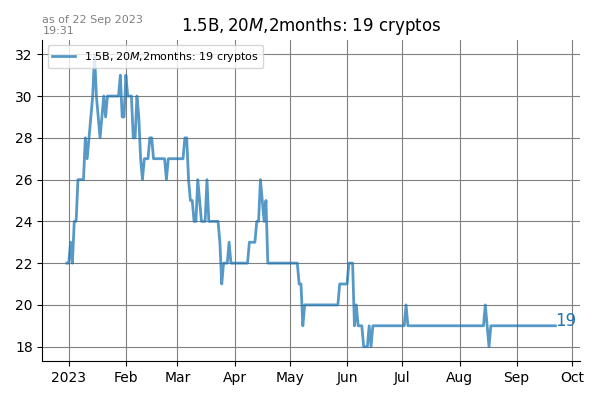 as of 22 Sep 2023
19:31
1.5B, 20M,2months: 19 cryptos
1.5B, 20M,2months: 19 cryptos
32
30
28
26
24
22
20
18
19
2023 Feb Mar Apr May Jun Jul Aug Sep Oct